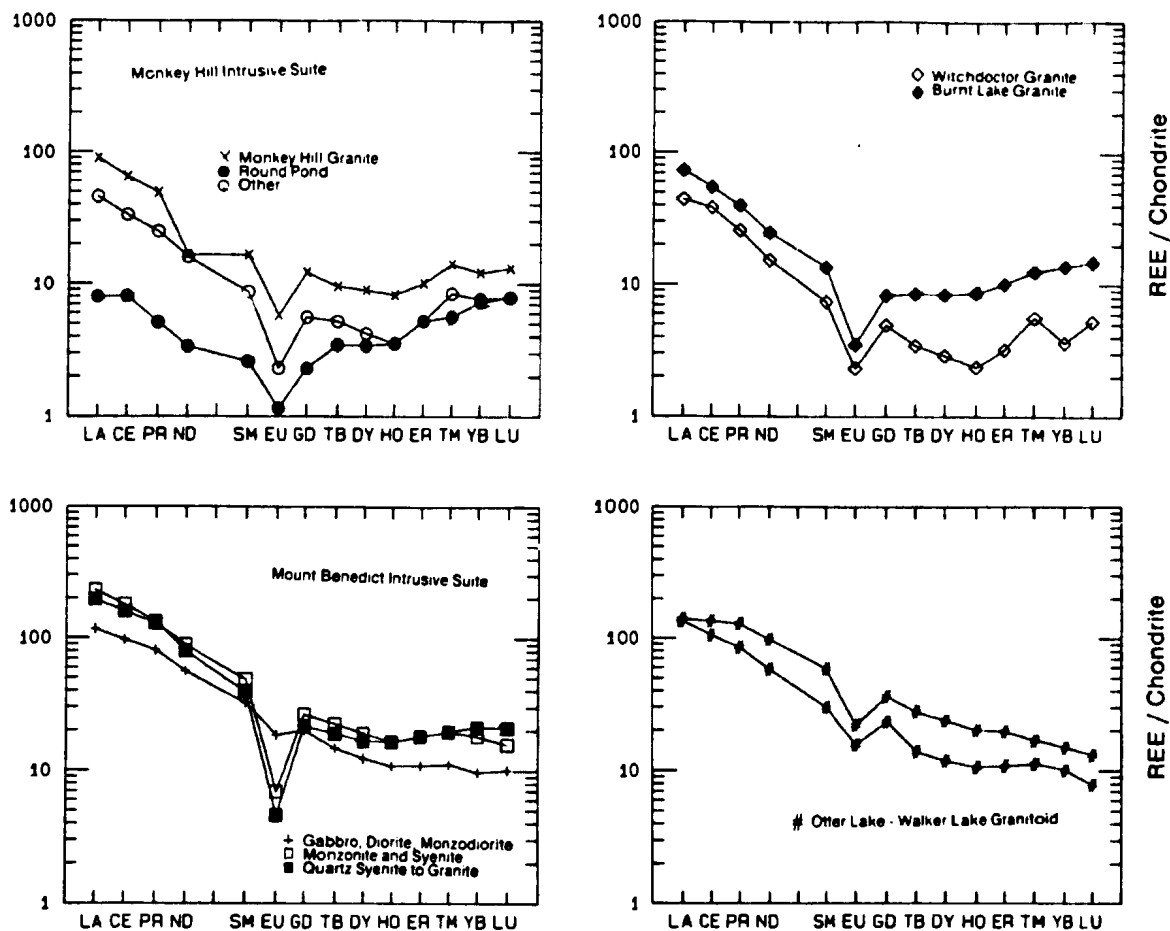 1000
100
10
1
Monkey Hill Intrusive Suite
Monkey Hill Granite
Round Pond
Other
LA CE PR ND SM EU GD TB DY HO ER TM YB LU
1000
100
10
1
Witchdoctor Granite
Burnt Lake Granite
REE / Chondrite
LA CE PR ND SM EU GD TB DY HO ER TM YB LU
1000
100
10
1
Mount Benedict Intrusive Suite
Gabbro, Diorite, Monzodiorite
Monzonite and Syenite
Quartz Syenite to Granite
LA CE PR ND SM EU GD TB DY HO ER TM YB LU
1000
100
10
1
Otter Lake - Walker Lake Granitoid
REE / Chondrite
LA CE PR ND SM EU GD TB DY HO ER TM YB LU